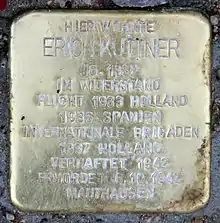 HIER WOHNTE
ERICH KUTTNER
JG. 1887
IM WIDERSTAND
FLUCHT 1933 HOLLAND
1936 SPANIEN
INTERNATIONALE BRIGADEN
1937 HOLLAND
VERHAFTET 1942
ERMORDET 6.10.1942
MAUTHAUSEN